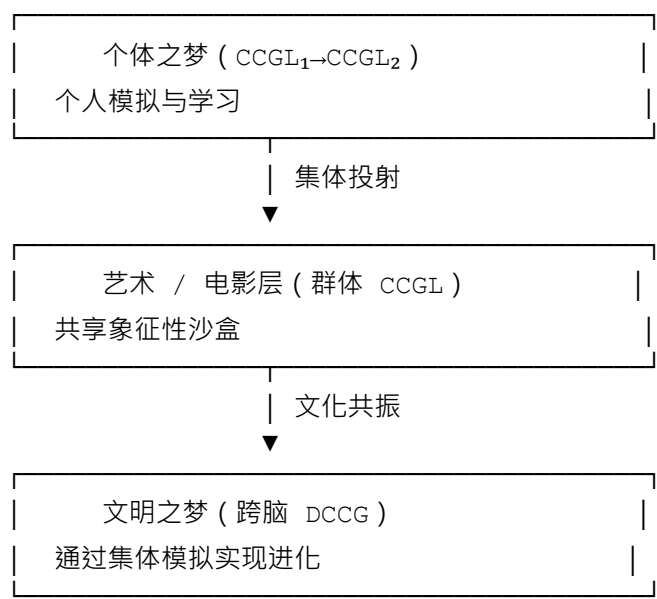 个体之梦(CCGL₁→CCGL₂)
个人模拟与学习
集体投射
艺术 / 电影层(群体 CCGL)
共享象征性沙盒
文化共振
文明之梦(跨脑 DCCG)
通过集体模拟实现进化